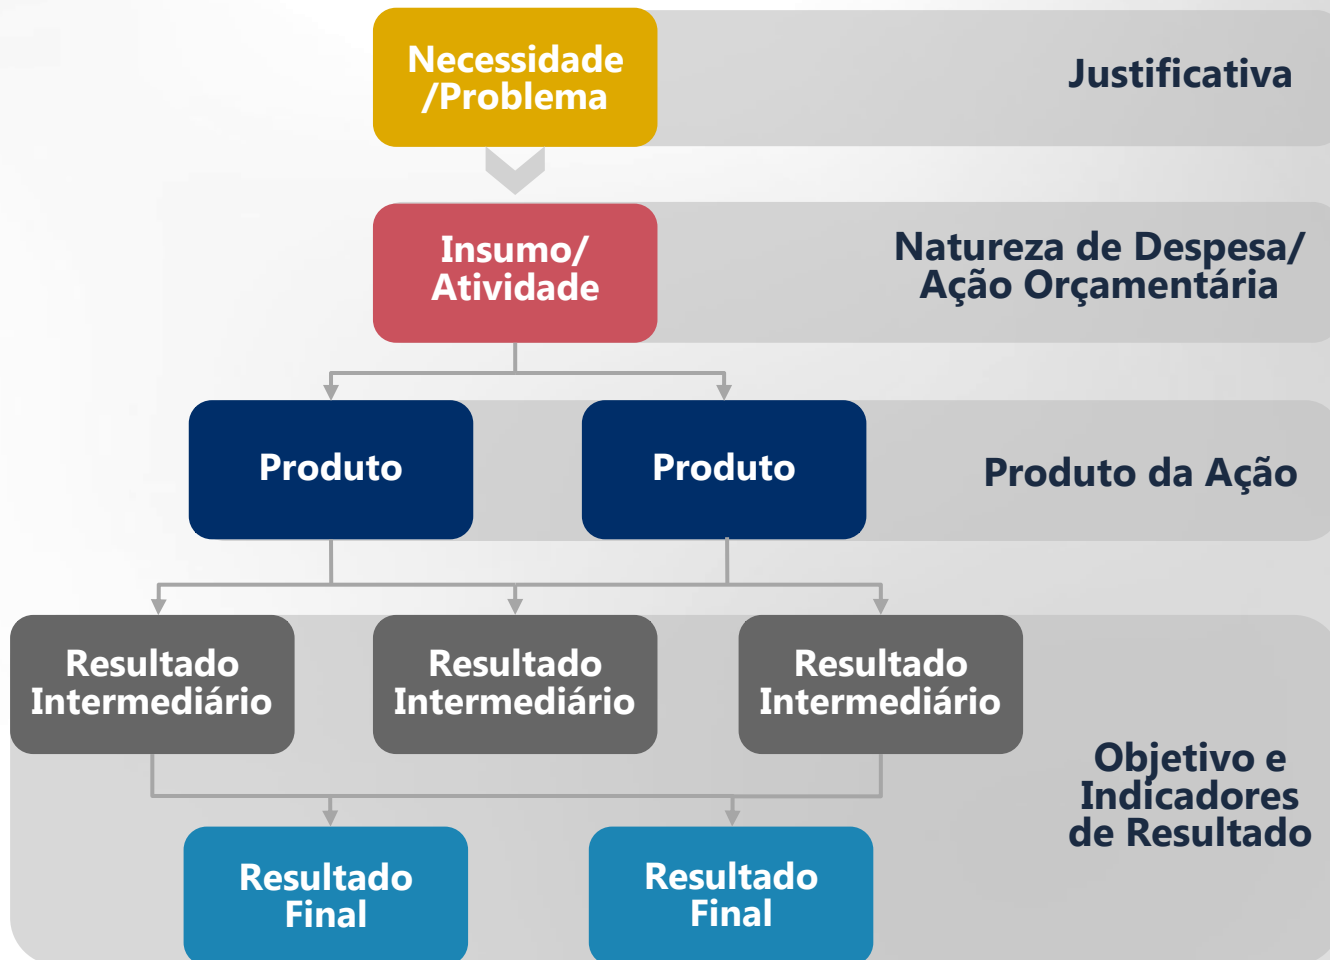 Necessidade
/Problema
Justificativa
Insumo/
Atividade
Natureza de Despesa/
Ação Orçamentária
Produto
Produto
Produto da Ação
Resultado
Intermediário
Resultado
Intermediário
Resultado
Intermediário
Objetivo e
Indicadores
de Resultado
Resultado
Final
Resultado
Final